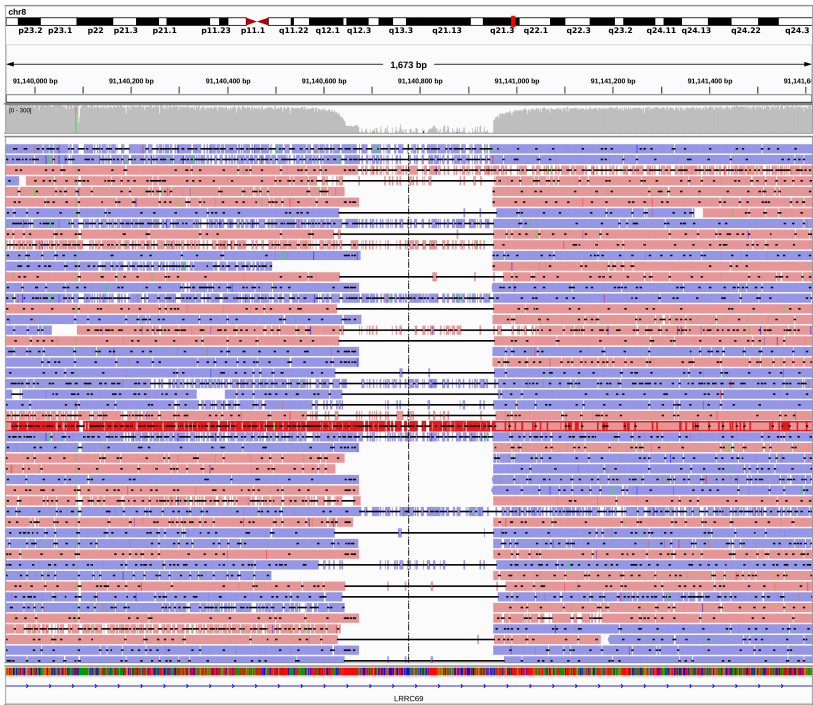 chr8
p23.2 p23.1 p22 p21.3 p21.1 p11.23 p11.1 q11.22 q12.1 q12.3 q13.3 q21.13 q21.3 q22.1 q22.3 q23.2 q24.11 q24.13 q24.22 q24.3
1,673 bp
91,140,000 bp 91,140,200 bp 91,140,400 bp 91,140,600 bp 91,140,800 bp 91,141,000 bp 91,141,200 bp 91,141,400 bp 91,141,6
[0 - 300]
LRRC69